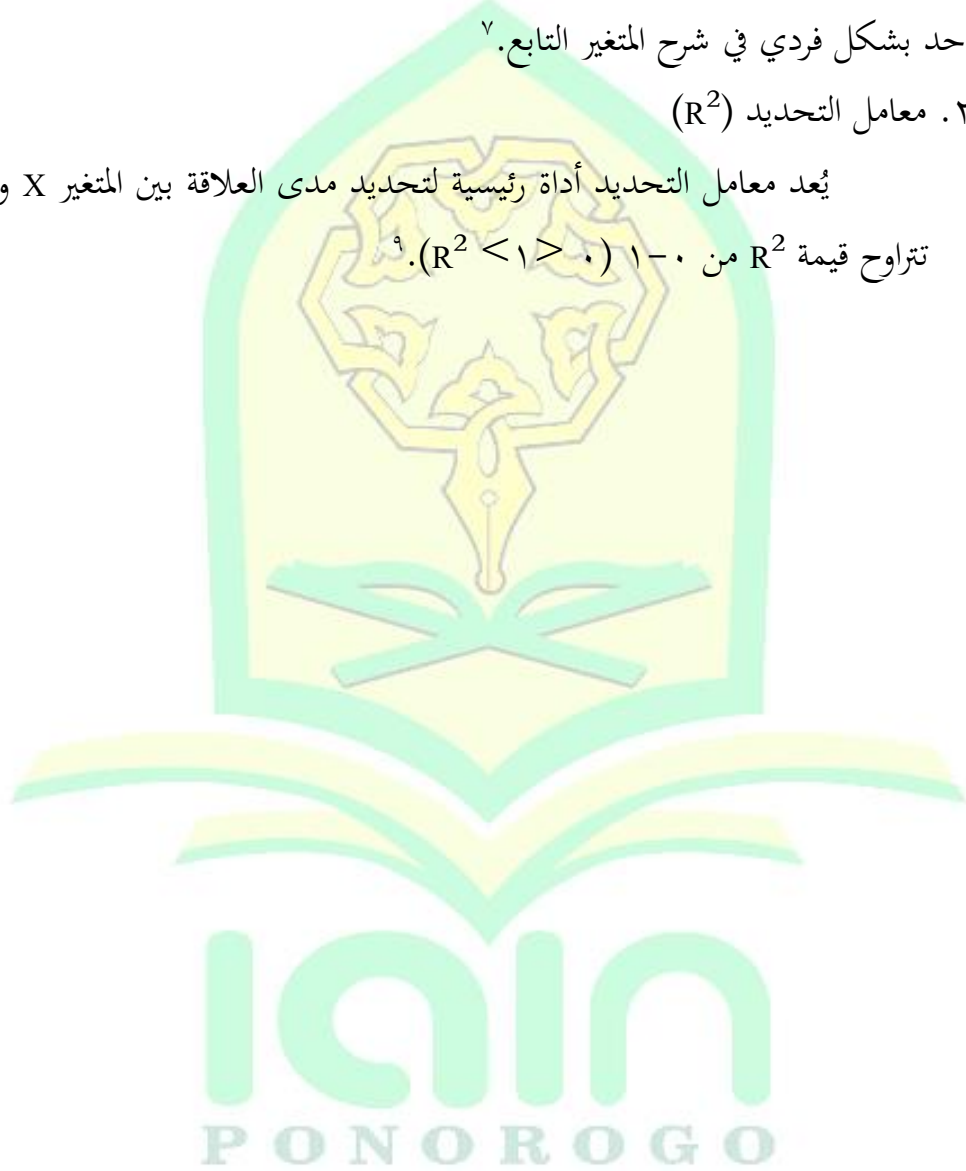 حد بشكل فردي في شرح المتغير التابع.٧
٢. معامل التحديد (R²)
يُعد معامل التحديد أداة رئيسية لتحديد مدى العلاقة بين المتغير X و
تتراوح قيمة R² من ٠-١ (٠ <١> R²).٩
iain
PONOROGO